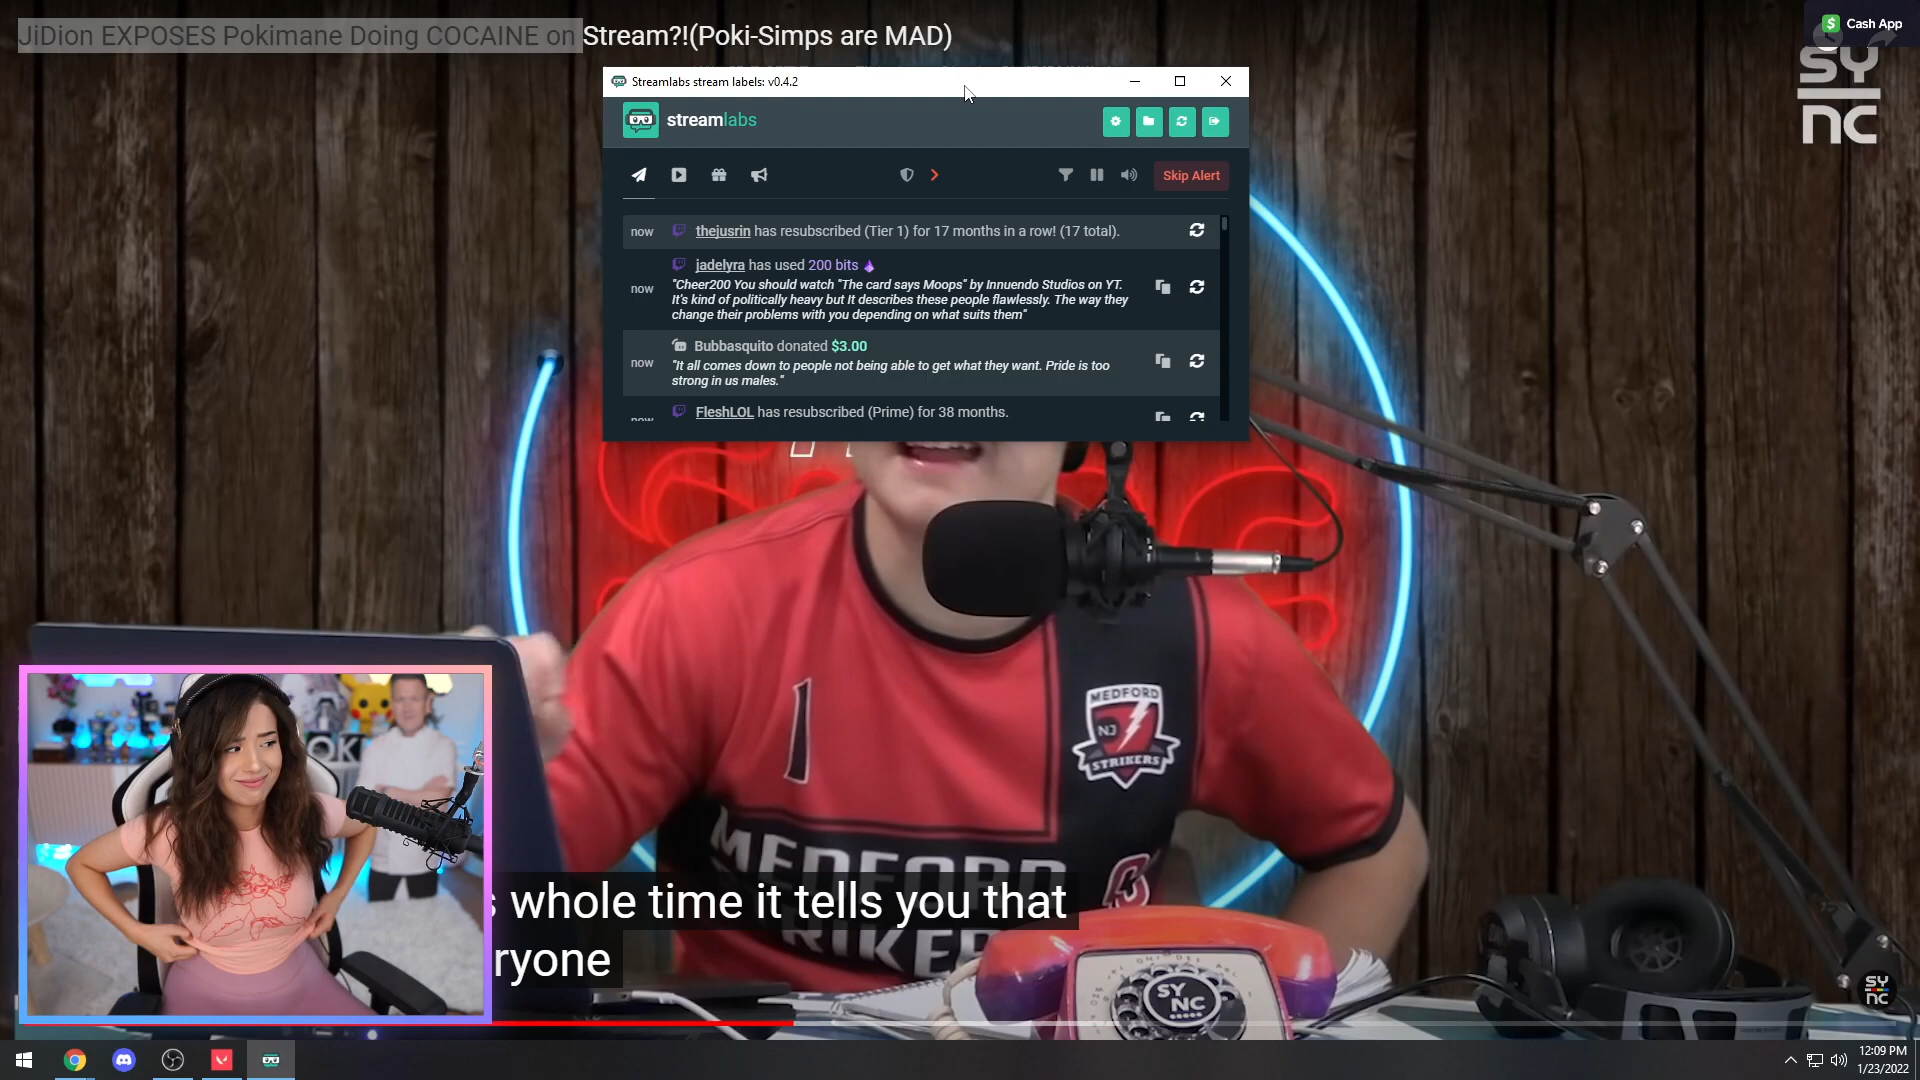 JiDion EXPOSES Pokimane Doing COCAINE on Stream?!(Poki-Simps are MAD)
Cash App
SY
NC
Streamlabs stream labels: v0.4.2
streamlabs
Skip Alert
now thejusrin has resubscribed (Tier 1) for 17 months in a row! (17 total).
jadelyra has used 200 bits
now "Cheer200 You should watch "The card says Moops" by Innuendo Studios on YT.
It's kind of politically heavy but It describes these people flawlessly. The way they
change their problems with you depending on what suits them"
Bubbasquito donated $3.00
now "It all comes down to people not being able to get what they want. Pride is too
strong in us males."
now FleshLOL has resubscribed (Prime) for 38 months.
MEDFORD
NJ
STRIKERS
MEDFORD
whole time it tells you that
ryone
OK
SY
NC
SY
NC
12:09 PM
1/23/2022